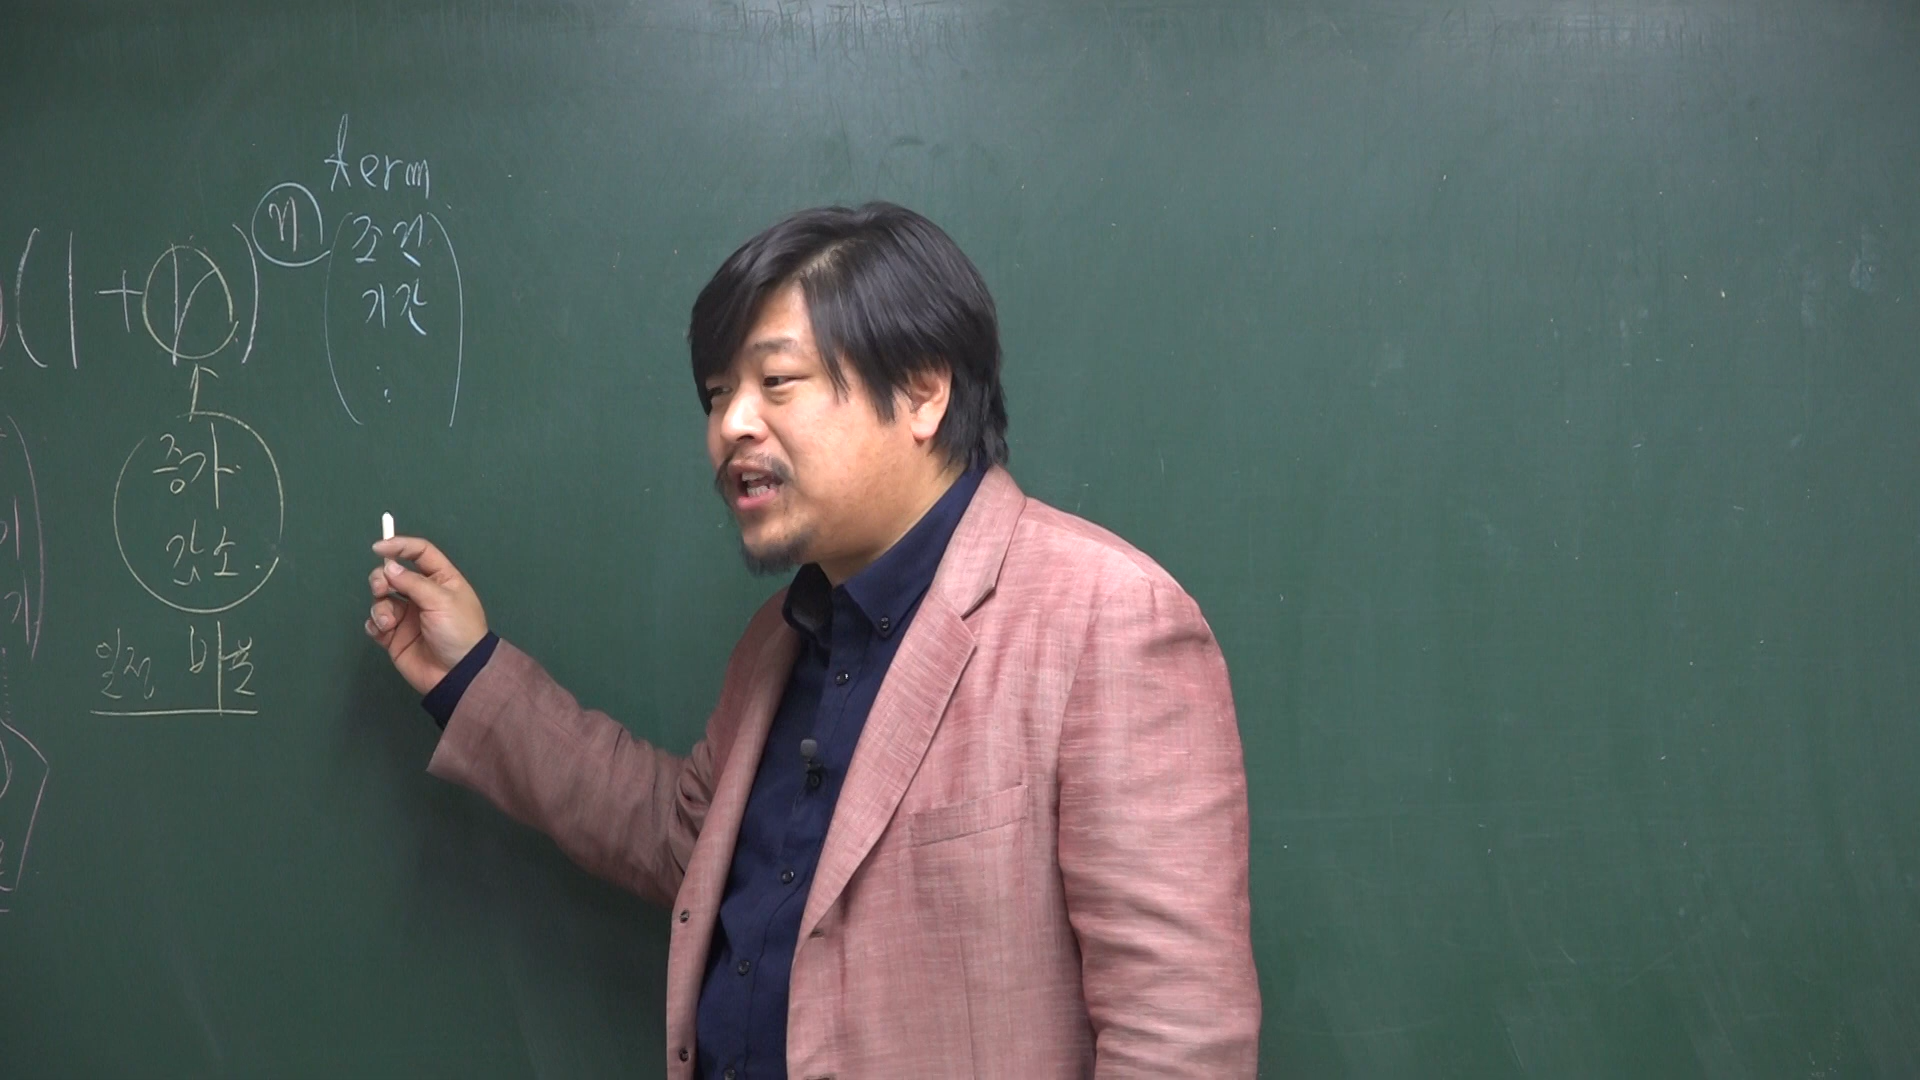 term
(1+r)ⁿ
조건
기간
⋮
증가
감소
일정 비율